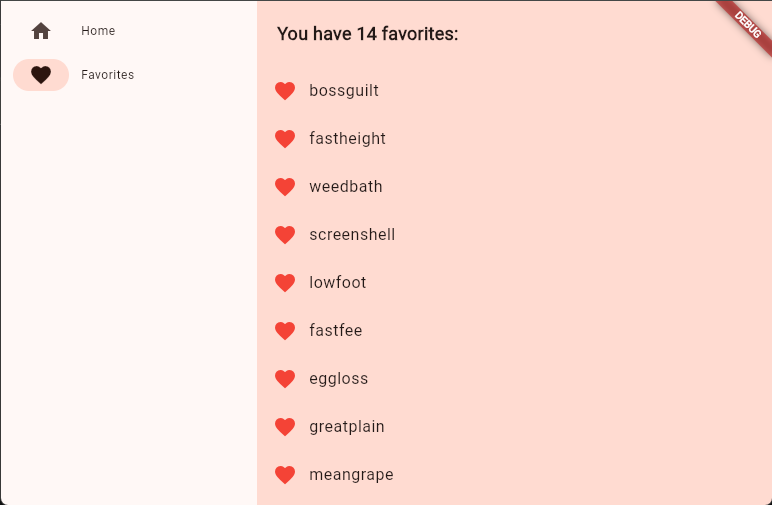 Home
Favorites
You have 14 favorites:
DEBUG
bossguilt
fastheight
weedbath
screenshell
lowfoot
fastfee
eggloss
greatplain
meangrape